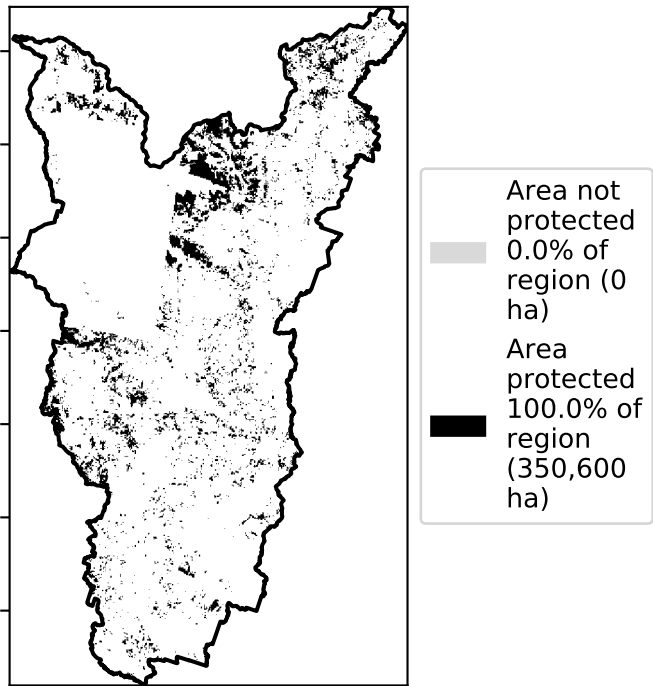 Area not
protected
0.0% of
region (0
ha)
Area
protected
100.0% of
region
(350,600
ha)